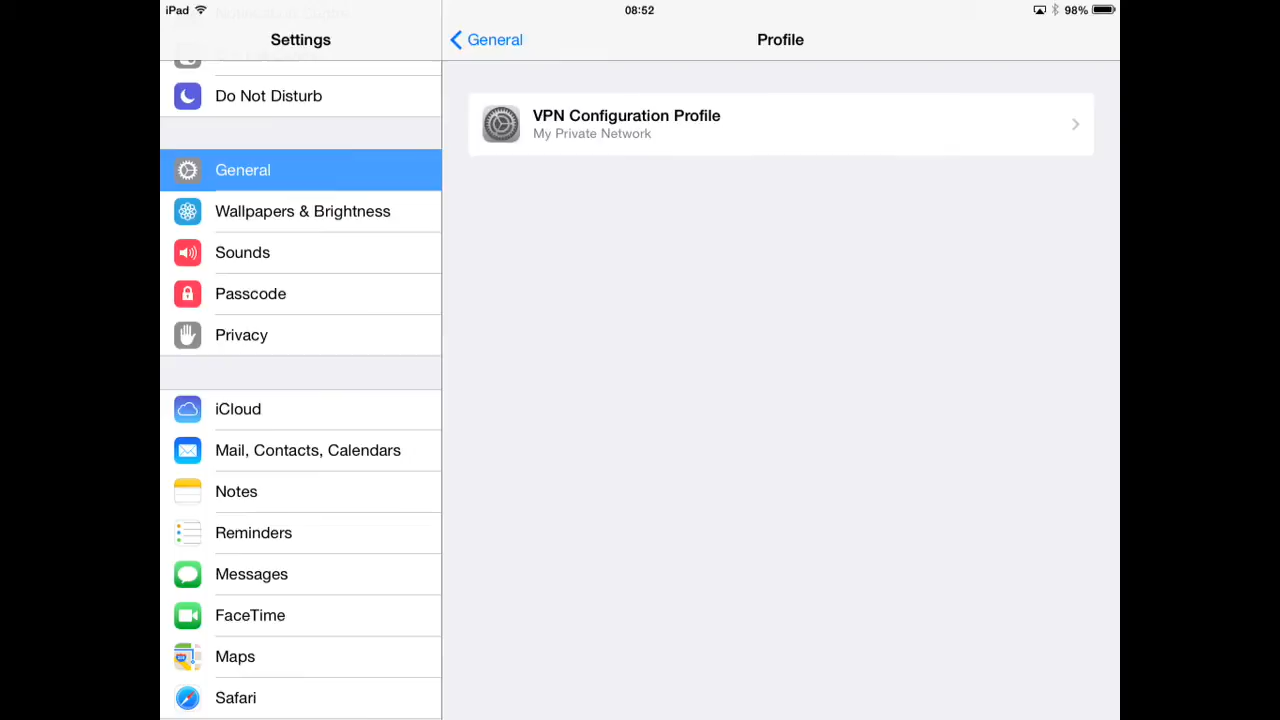 iPad
08:52
98%
Settings
General
Profile
Do Not Disturb
General
Wallpapers & Brightness
Sounds
Passcode
Privacy
iCloud
Mail, Contacts, Calendars
Notes
Reminders
Messages
FaceTime
Maps
Safari
VPN Configuration Profile
My Private Network